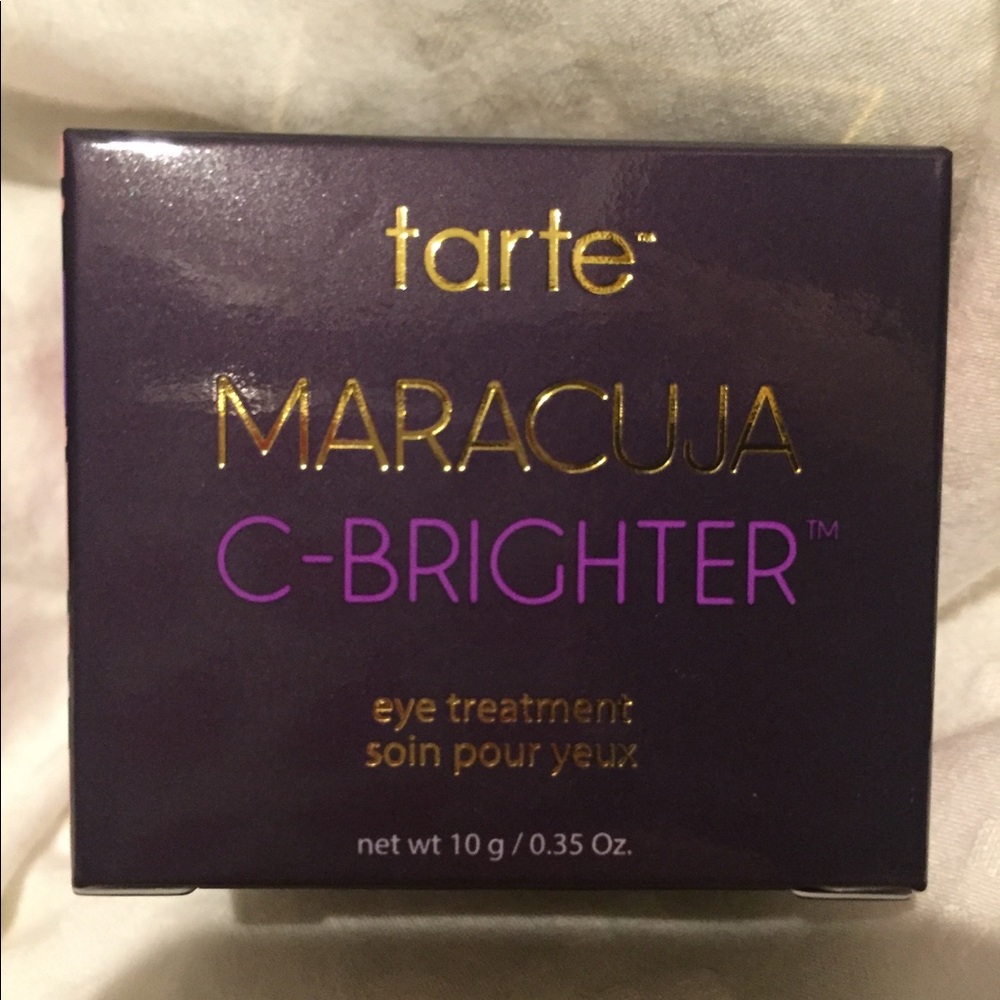 tarte™
MARACUJA
C-BRIGHTER™
eye treatment
soin pour yeux
net wt 10 g / 0.35 Oz.